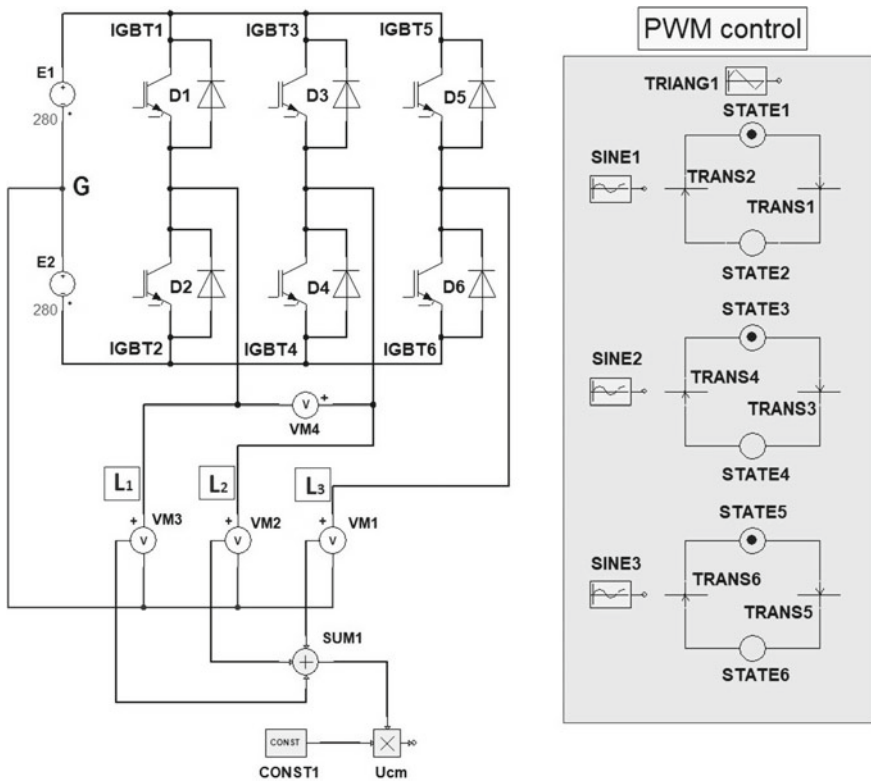 IGBT1
IGBT3
IGBT5
PWM control
E1
D1
D3
D5
280
TRIANG1
STATE1
SINE1
TRANS2
TRANS1
G
STATE2
E2
D2
D4
D6
280
IGBT2
IGBT4
IGBT6
STATE3
SINE2
TRANS4
TRANS3
STATE4
V
+
VM4
L1
L2
L3
+
VM3
+
VM2
+
VM1
V
V
V
STATE5
SINE3
TRANS6
TRANS5
STATE6
SUM1
CONST
CONST1
Ucm